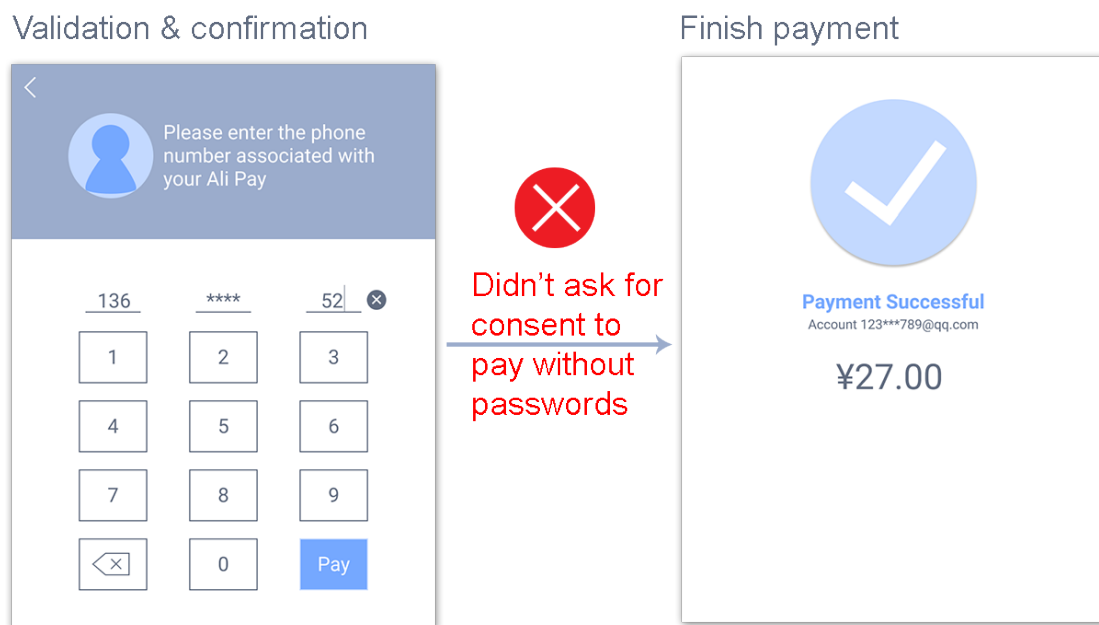 Validation & confirmation
Please enter the phone
number associated with
your Ali Pay
136 **** 52
1 2 3
4 5 6
7 8 9
0 Pay
Didn't ask for
consent to
pay without
passwords
Finish payment
Payment Successful
Account 123***789@qq.com
¥27.00